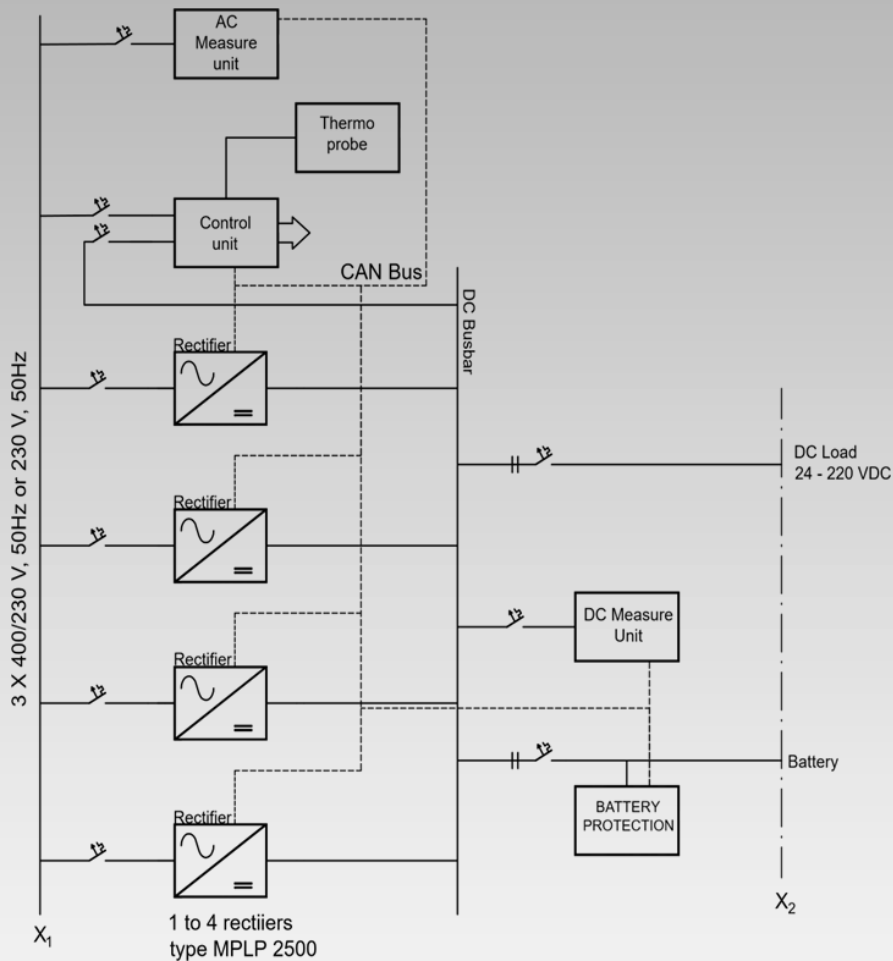 AC
Measure
unit
Thermo
probe
Control
unit
CAN Bus
DC Busbar
3 X 400/230 V, 50Hz or 230 V, 50Hz
Rectifier
Rectifier
Rectifier
Rectifier
DC Load
24 - 220 VDC
DC Measure
Unit
Battery
BATTERY
PROTECTION
X1
1 to 4 rectiiers
type MPLP 2500
X2